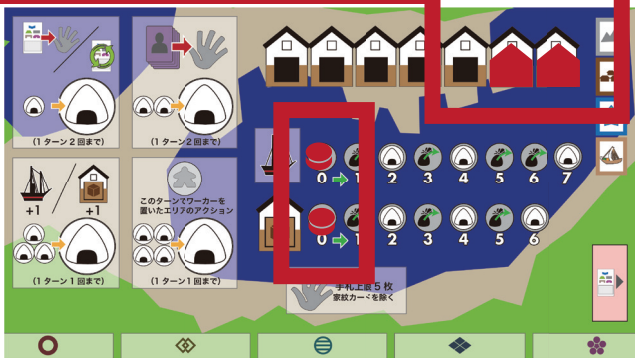 (1ターン2回まで)
(1ターン2回まで)
+1
+1
(1ターン1回まで)
このターンでワーカーを
置いたエリアのアクション
(1ターン1回まで)
0 1 2 3 4 5 6 7
0 1 2 3 4 5 6
手札上限5枚
家紋カードを除く